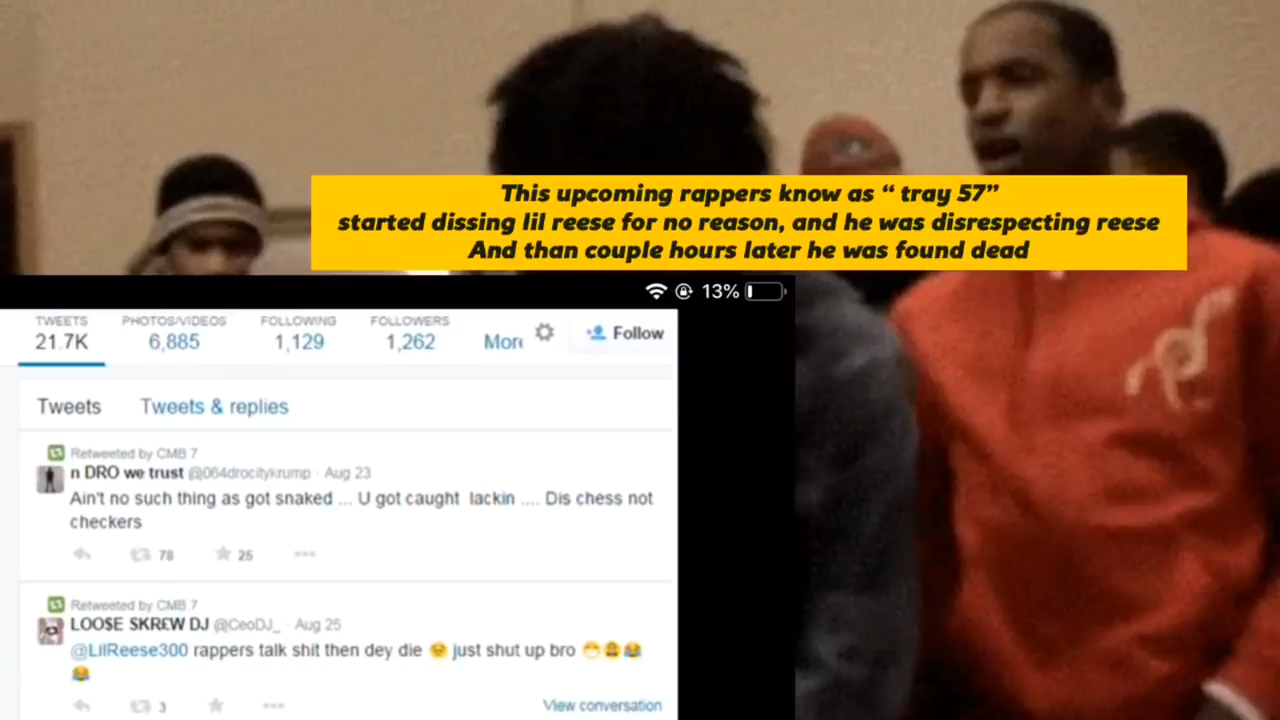 This upcoming rappers know as “ tray 57”
started dissing lil reese for no reason, and he was disrespecting reese
And than couple hours later he was found dead
13%
TWEETS PHOTOS/VIDEOS FOLLOWING FOLLOWERS
21.7K 6,885 1,129 1,262 More Follow
Tweets Tweets & replies
Retweeted by CMB 7
n DRO we trust @064drocitykrump · Aug 23
Ain't no such thing as got snaked ... U got caught lackin .... Dis chess not
checkers
78 25
Retweeted by CMB 7
LOO$E $KR£W DJ @CeoDJ_ · Aug 25
@LilReese300 rappers talk shit then dey die 😣 just shut up bro 😁😩😂
😂
3 View conversation